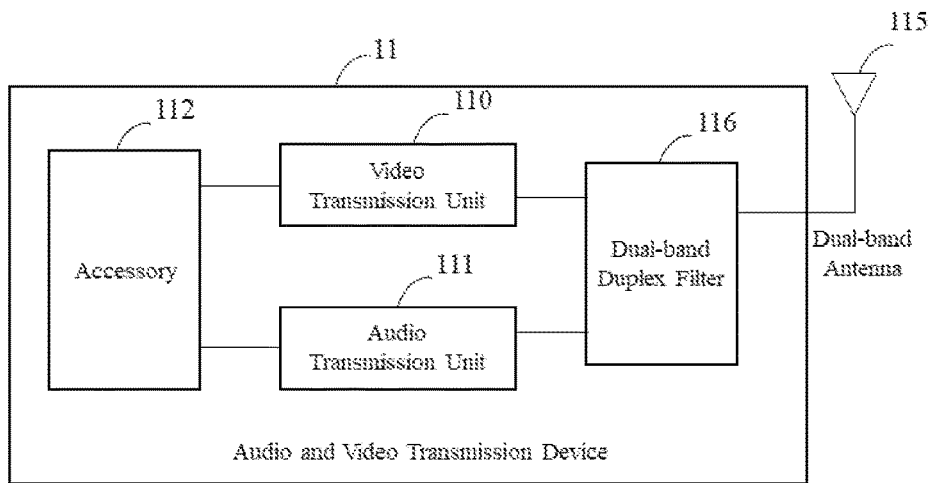 11
115
112
110
116
Video
Transmission Unit
Accessory
Dual-band
Duplex Filter
Dual-band
Antenna
111
Audio
Transmission Unit
Audio and Video Transmission Device